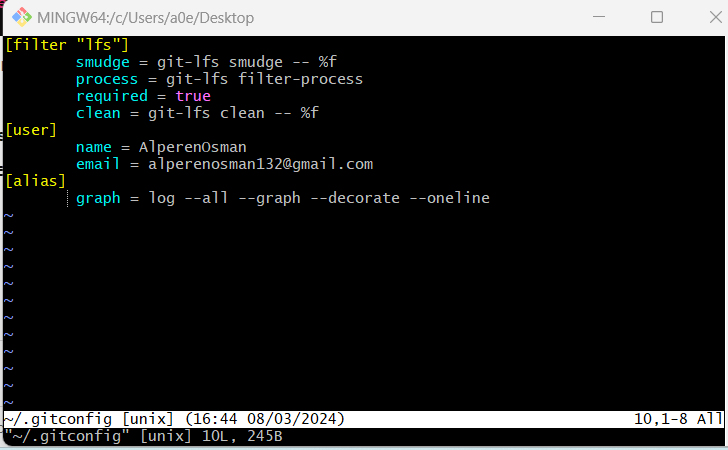 MINGW64:/c/Users/a0e/Desktop
[filter "lfs"]
smudge = git-lfs smudge -- %f
process = git-lfs filter-process
required = true
clean = git-lfs clean -- %f
[user]
name = AlperenOsman
email = alperenosman132@gmail.com
[alias]
graph = log --all --graph --decorate --oneline
~
~
~
~
~
~
~
~
~
~
~
~
~/.gitconfig [unix] (16:44 08/03/2024) 10,1-8 All
"~/.gitconfig" [unix] 10L, 245B